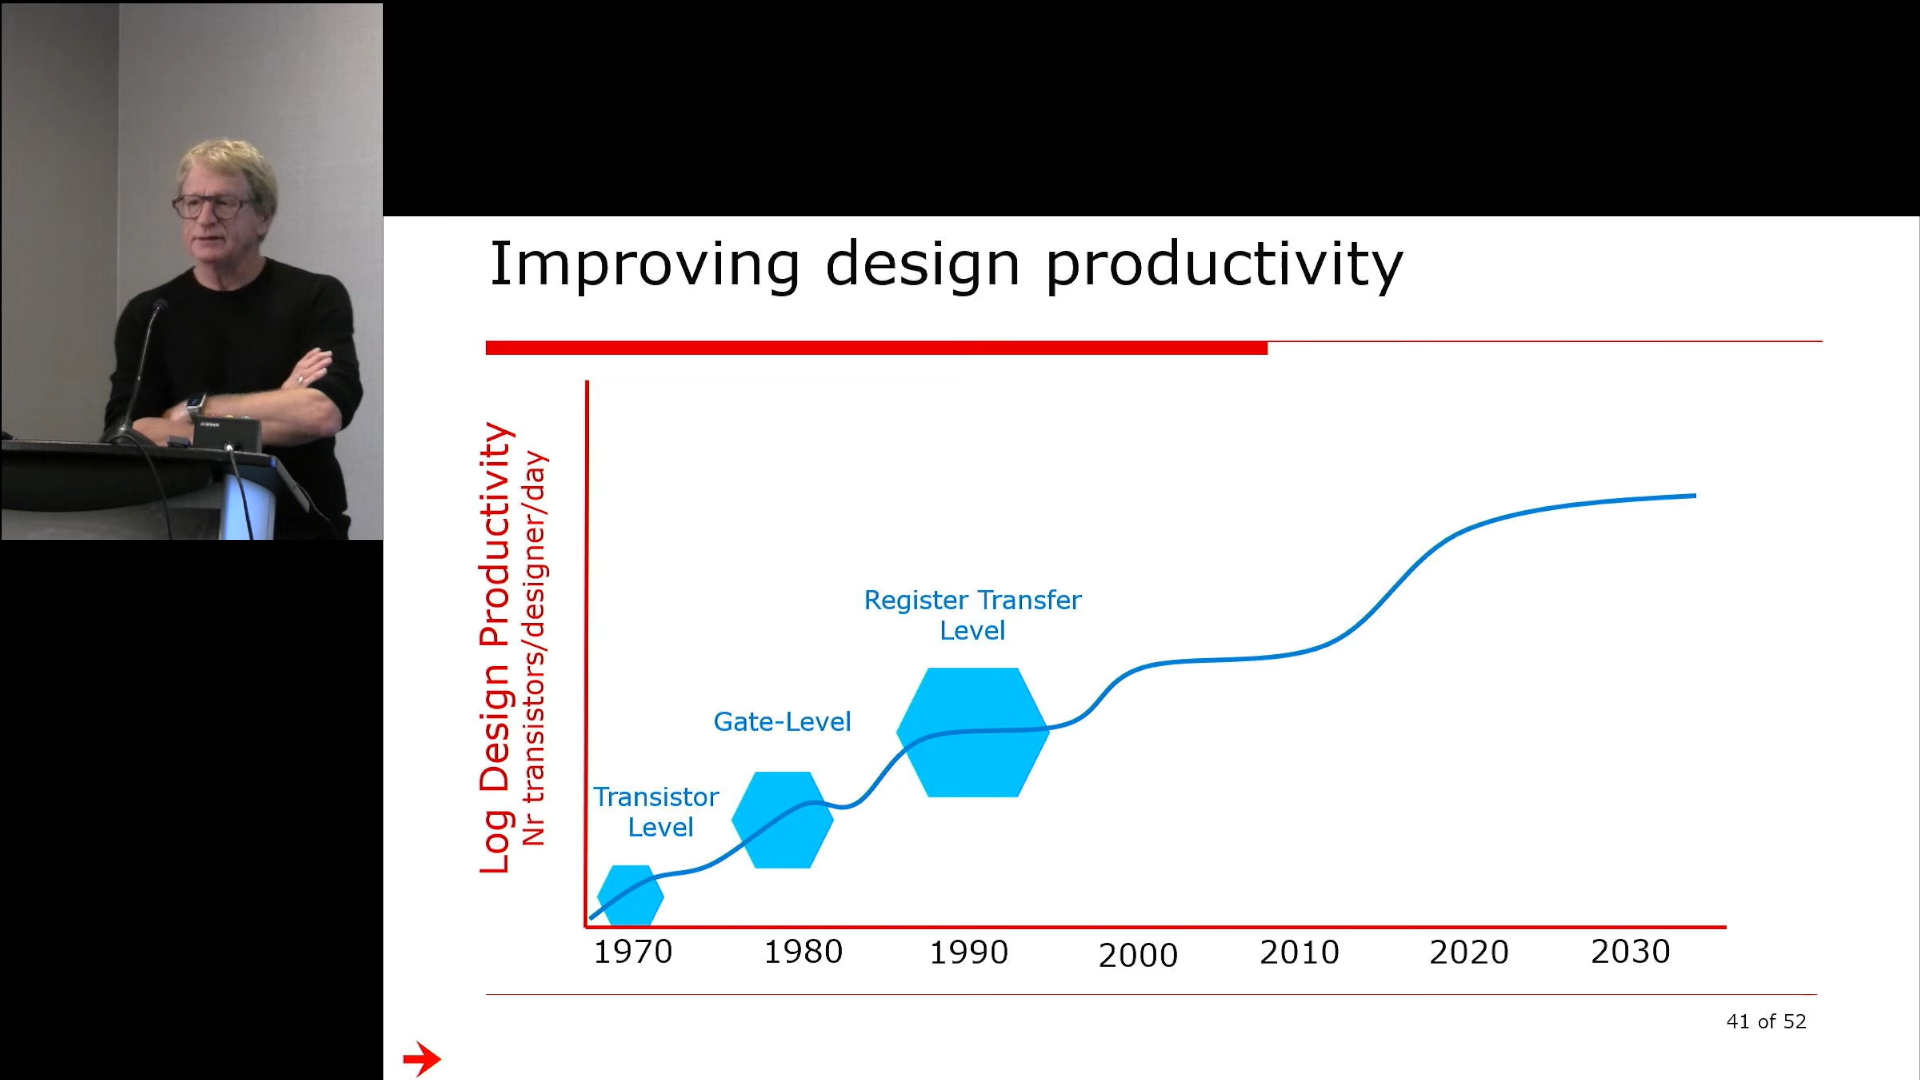 Improving design productivity
Log Design Productivity
Nr transistors/designer/day
Register Transfer
Level
Gate-Level
Transistor
Level
1970 1980 1990 2000 2010 2020 2030
41 of 52